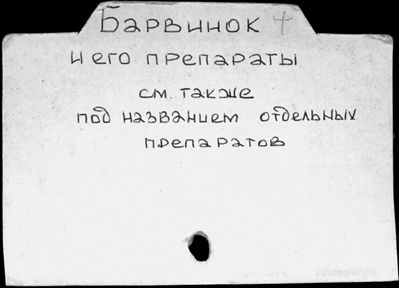 Барвинок +
и его препараты
см. также
под названием отдельных
препаратов